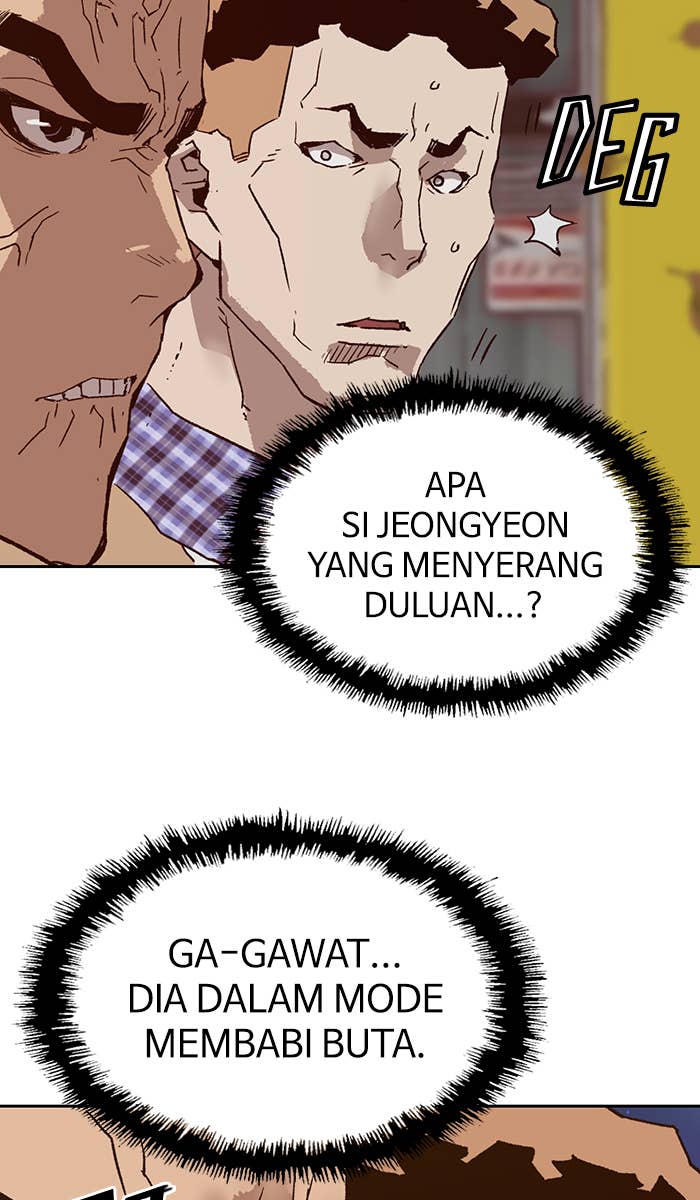 DEG
APA
SI JEONGYEON
YANG MENYERANG
DULUAN...?
GA-GAWAT...
DIA DALAM MODE
MEMBABI BUTA.